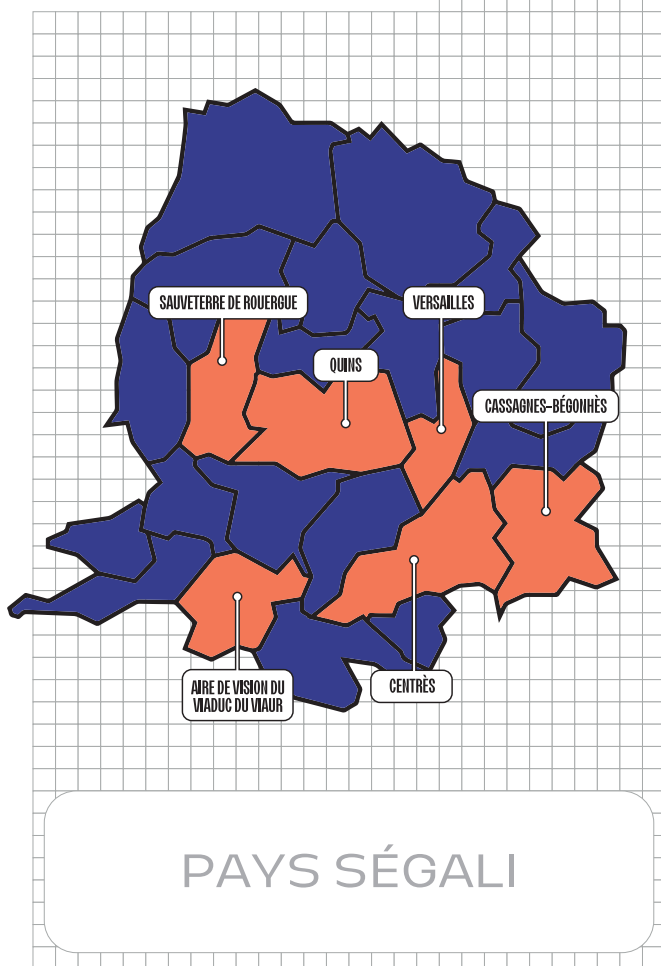 SAUVETERRE DE ROUERGUE
VERSAILLES
QUINS
CASSAGNES-BÉGONHÈS
AIRE DE VISION DU
VIADUC DU VIAUR
CENTRÈS
PAYS SÉGALI